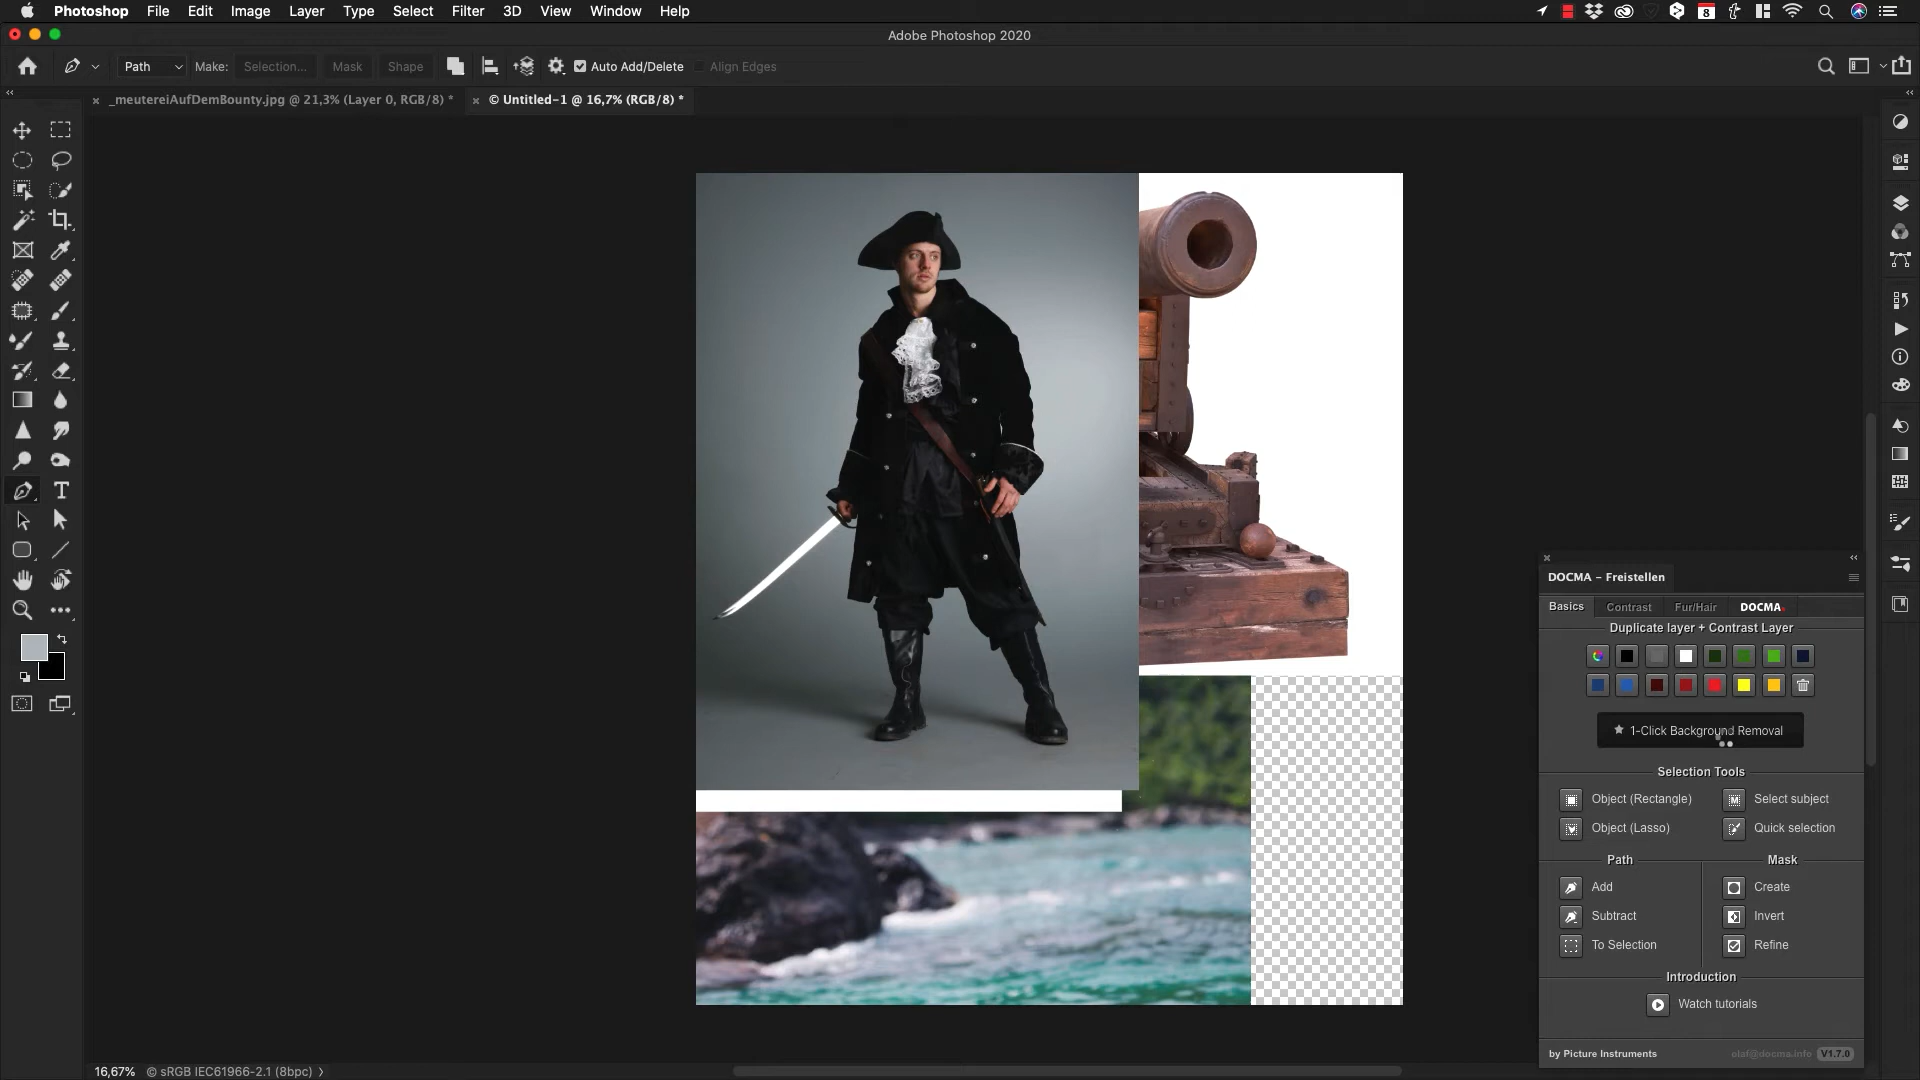 Photoshop File Edit Image Layer Type Select Filter 3D View Window Help
8
Adobe Photoshop 2020
Path Make: Selection... Mask Shape Auto Add/Delete Align Edges
_meutereiAufDemBounty.jpg @ 21,3% (Layer 0, RGB/8) *
© Untitled-1 @ 16,7% (RGB/8) *
DOCMA - Freistellen
Basics Contrast Fur/Hair DOCMA.
Duplicate layer + Contrast Layer
1-Click Background Removal
Selection Tools
Object (Rectangle) Select subject
Object (Lasso) Quick selection
Path Mask
Add Create
Subtract Invert
To Selection Refine
Introduction
Watch tutorials
by Picture Instruments olaf@docma.info V1.7.0
16,67% © sRGB IEC61966-2.1 (8bpc)